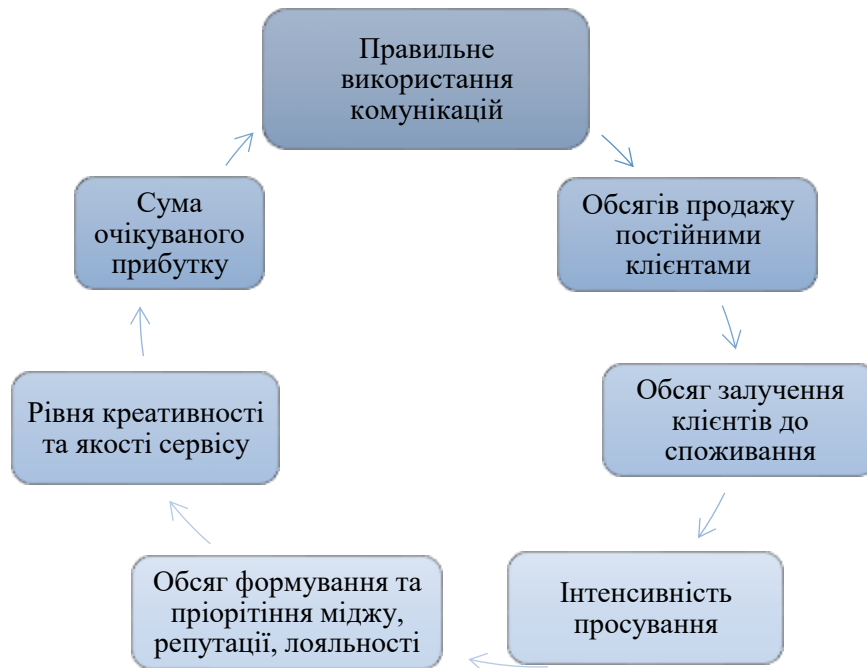 Правильне
використання
комунікацій
Обсягів продажу
постійними
клієнтами
Обсяг залучення
клієнтів до
споживання
Інтенсивність
просування
Обсяг формування та
пріорітіння міджу,
репутації, лояльності
Рівня креативності
та якості сервісу
Сума
очікуваного
прибутку